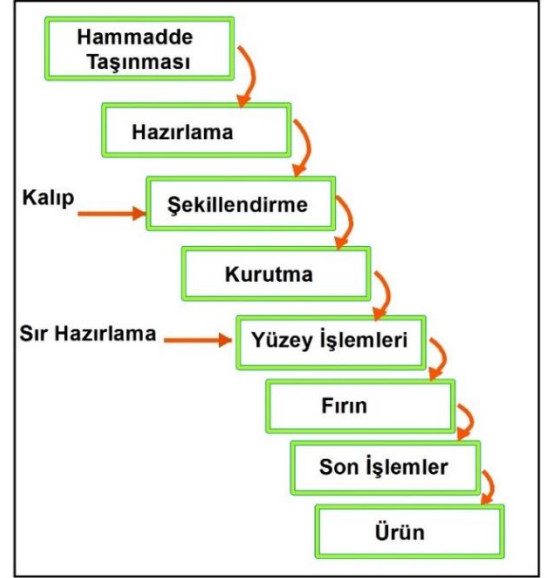 Hammadde
Taşınması
Hazırlama
Kalıp
Şekillendirme
Kurutma
Sır Hazırlama
Yüzey İşlemleri
Fırın
Son İşlemler
Ürün